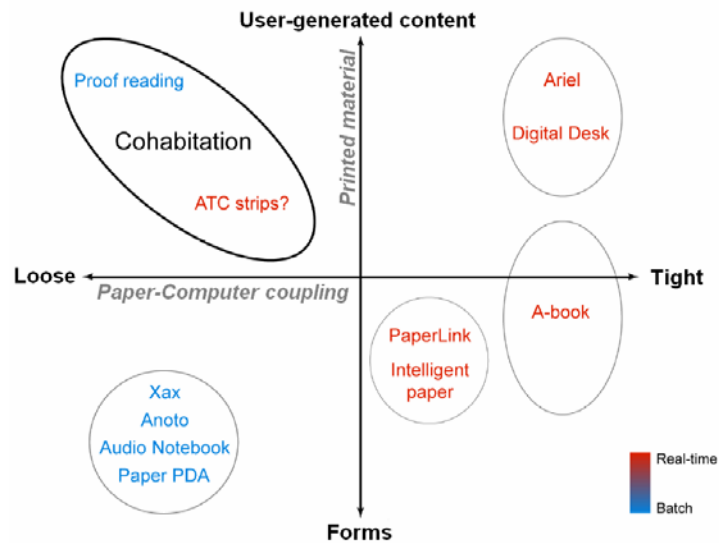 User-generated content
Printed material
Proof reading
Cohabitation
ATC strips?
Ariel
Digital Desk
Loose
Paper-Computer coupling
Tight
A-book
PaperLink
Intelligent
paper
Xax
Anoto
Audio Notebook
Paper PDA
Real-time
Batch
Forms